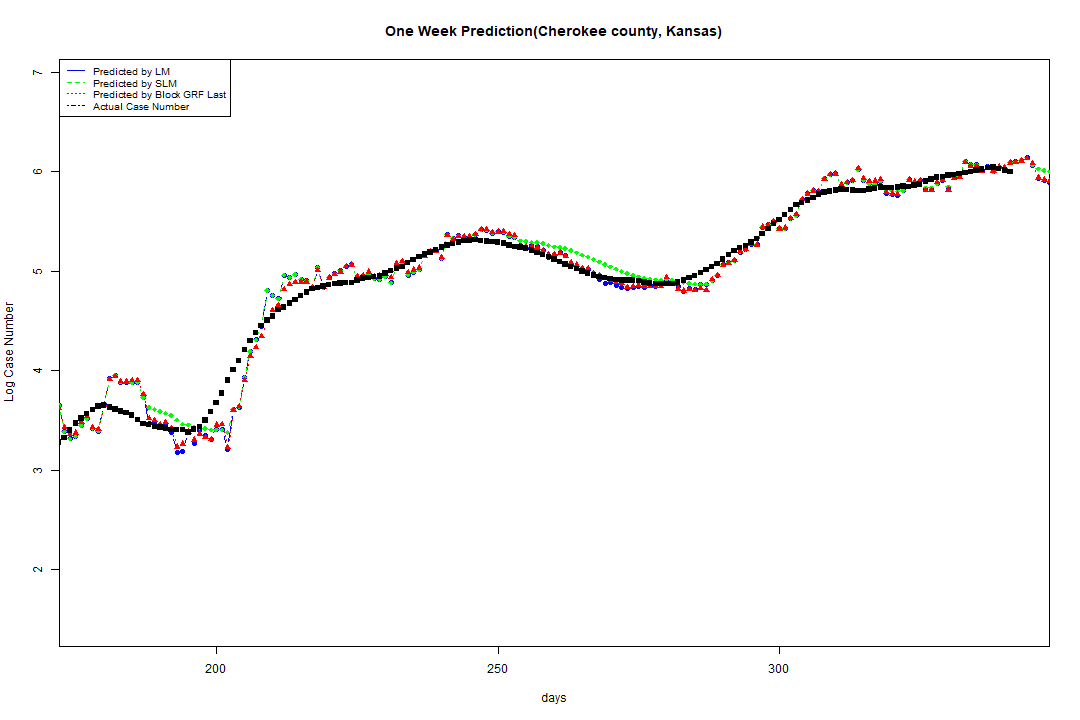 One Week Prediction(Cherokee county, Kansas)
Predicted by LM
Predicted by SLM
Predicted by Block GRF Last
Actual Case Number
7
6
5
4
3
2
Log Case Number
200
250
300
days